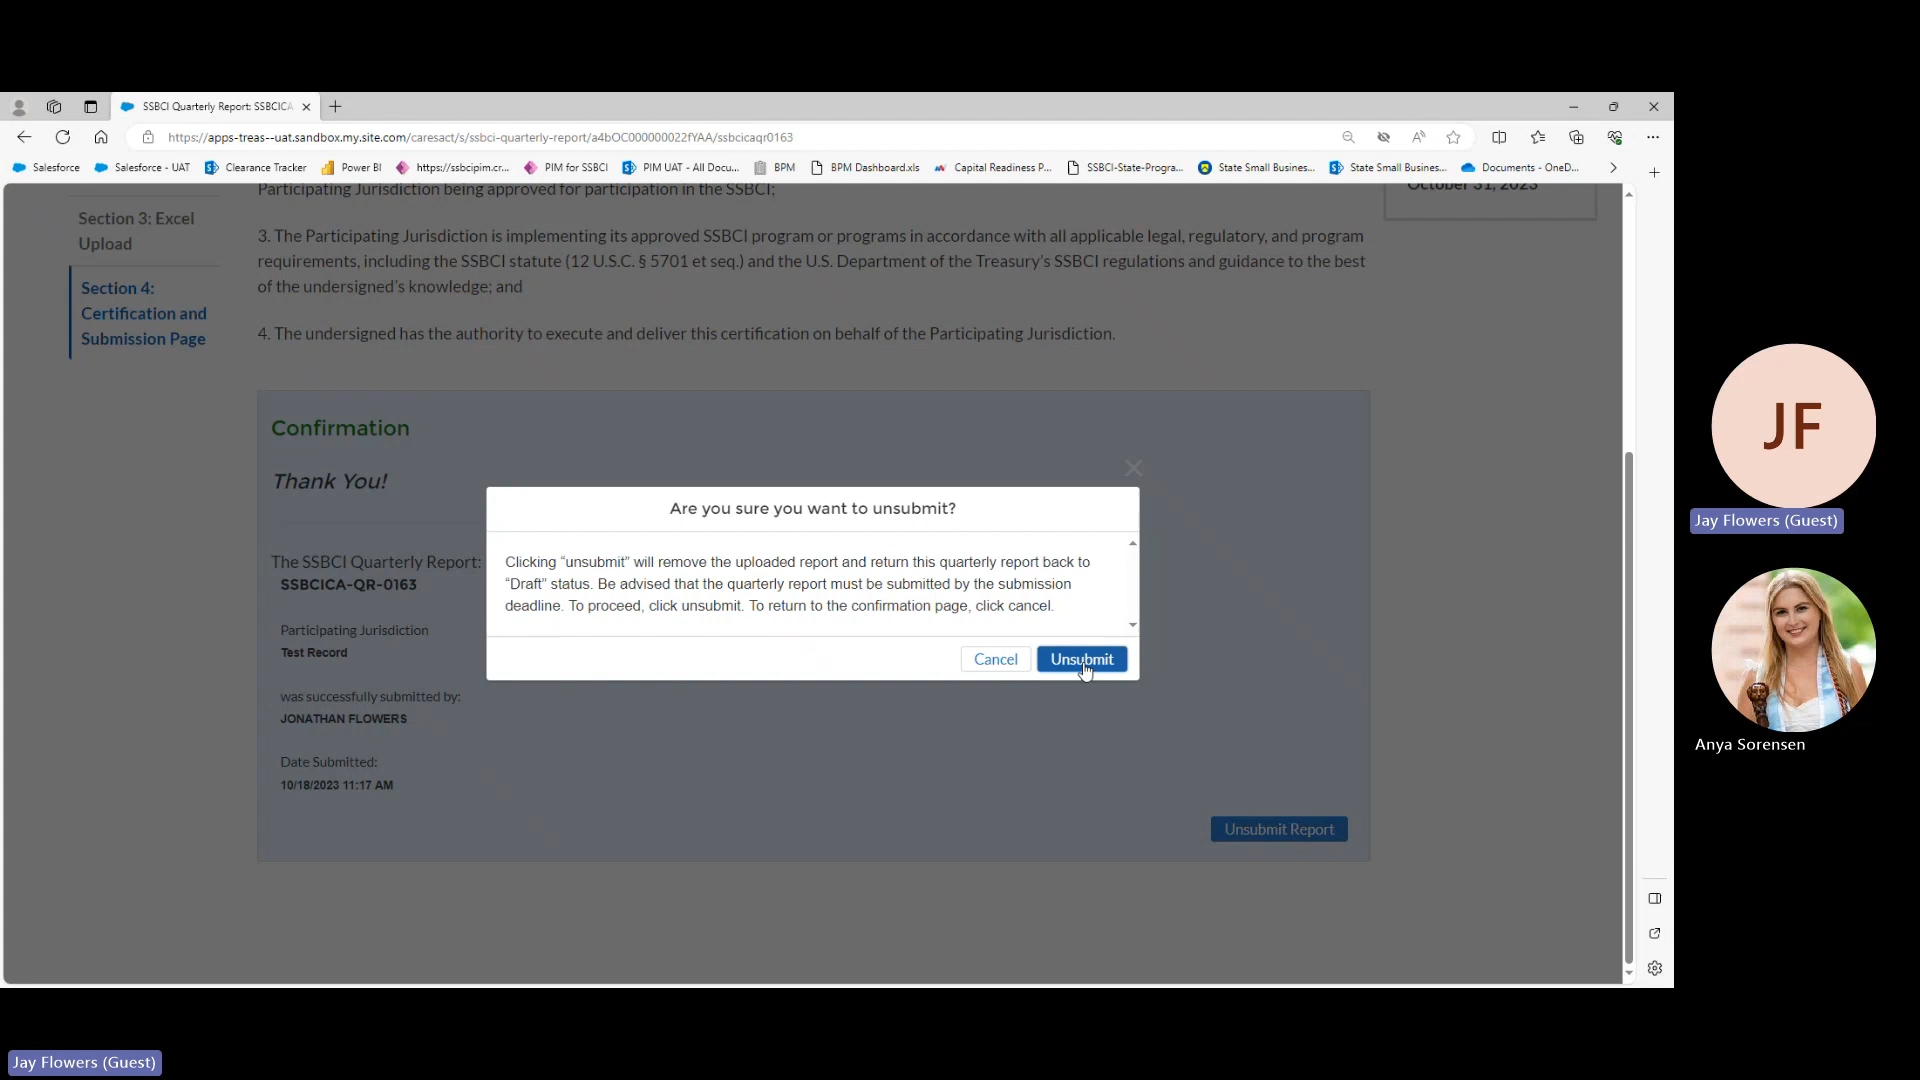 SSBCI Quarterly Report: SSBCICA
https://apps-treas--uat.sandbox.my.site.com/caresact/s/ssbci-quarterly-report/a4bOC000000022fYAA/ssbcicaqr0163
Salesforce
Salesforce - UAT
Clearance Tracker
Power BI
https://ssbcipim.cr...
PIM for SSBCI
PIM UAT - All Docu...
BPM
BPM Dashboard.xls
Capital Readiness P...
SSBCI-State-Progra...
State Small Business...
State Small Busines...
Documents - OneD...
Participating Jurisdiction being approved for participation in the SSBCI;
October 31, 2023
Section 3: Excel
Upload
3. The Participating Jurisdiction is implementing its approved SSBCI program or programs in accordance with all applicable legal, regulatory, and program
requirements, including the SSBCI statute (12 U.S.C. § 5701 et seq.) and the U.S. Department of the Treasury's SSBCI regulations and guidance to the best
of the undersigned's knowledge; and
Section 4:
Certification and
Submission Page
4. The undersigned has the authority to execute and deliver this certification on behalf of the Participating Jurisdiction.
Confirmation
Thank You!
Are you sure you want to unsubmit?
Clicking “unsubmit” will remove the uploaded report and return this quarterly report back to
“Draft” status. Be advised that the quarterly report must be submitted by the submission
deadline. To proceed, click unsubmit. To return to the confirmation page, click cancel.
Cancel
Unsubmit
The SSBCI Quarterly Report:
SSBCICA-QR-0163
Participating Jurisdiction
Test Record
was successfully submitted by:
JONATHAN FLOWERS
Date Submitted:
10/18/2023 11:17 AM
Unsubmit Report
JF
Jay Flowers (Guest)
Anya Sorensen
Jay Flowers (Guest)